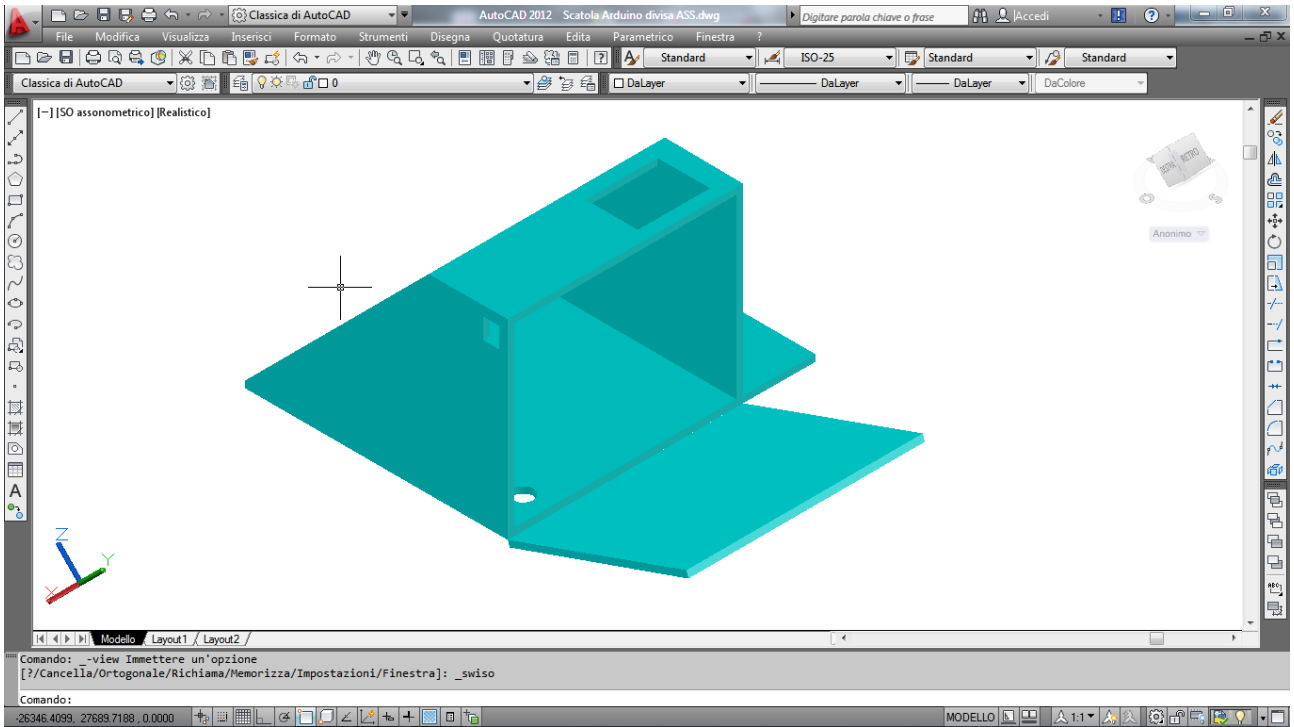 Classica di AutoCAD
AutoCAD 2012 Scatola Arduino divisa ASS.dwg
Digitare parola chiave o frase
Accedi
File Modifica Visualizza Inserisci Formato Strumenti Disegna Quotatura Edita Parametrico Finestra ?
Standard ISO-25 Standard Standard
Classica di AutoCAD 0 DaLayer DaLayer DaLayer DaColore
[−] [SO assonometrico] [Realistico]
DESTRA RETRO
Anonimo
Z
Y
X
A
Modello Layout1 Layout2
Comando: _-view Immettere un'opzione
[?/Cancella/Ortogonale/Richiama/Memorizza/Impostazioni/Finestra]: _swiso
Comando:
-26346.4099, 27689.7188 , 0.0000 MODELLO 1:1